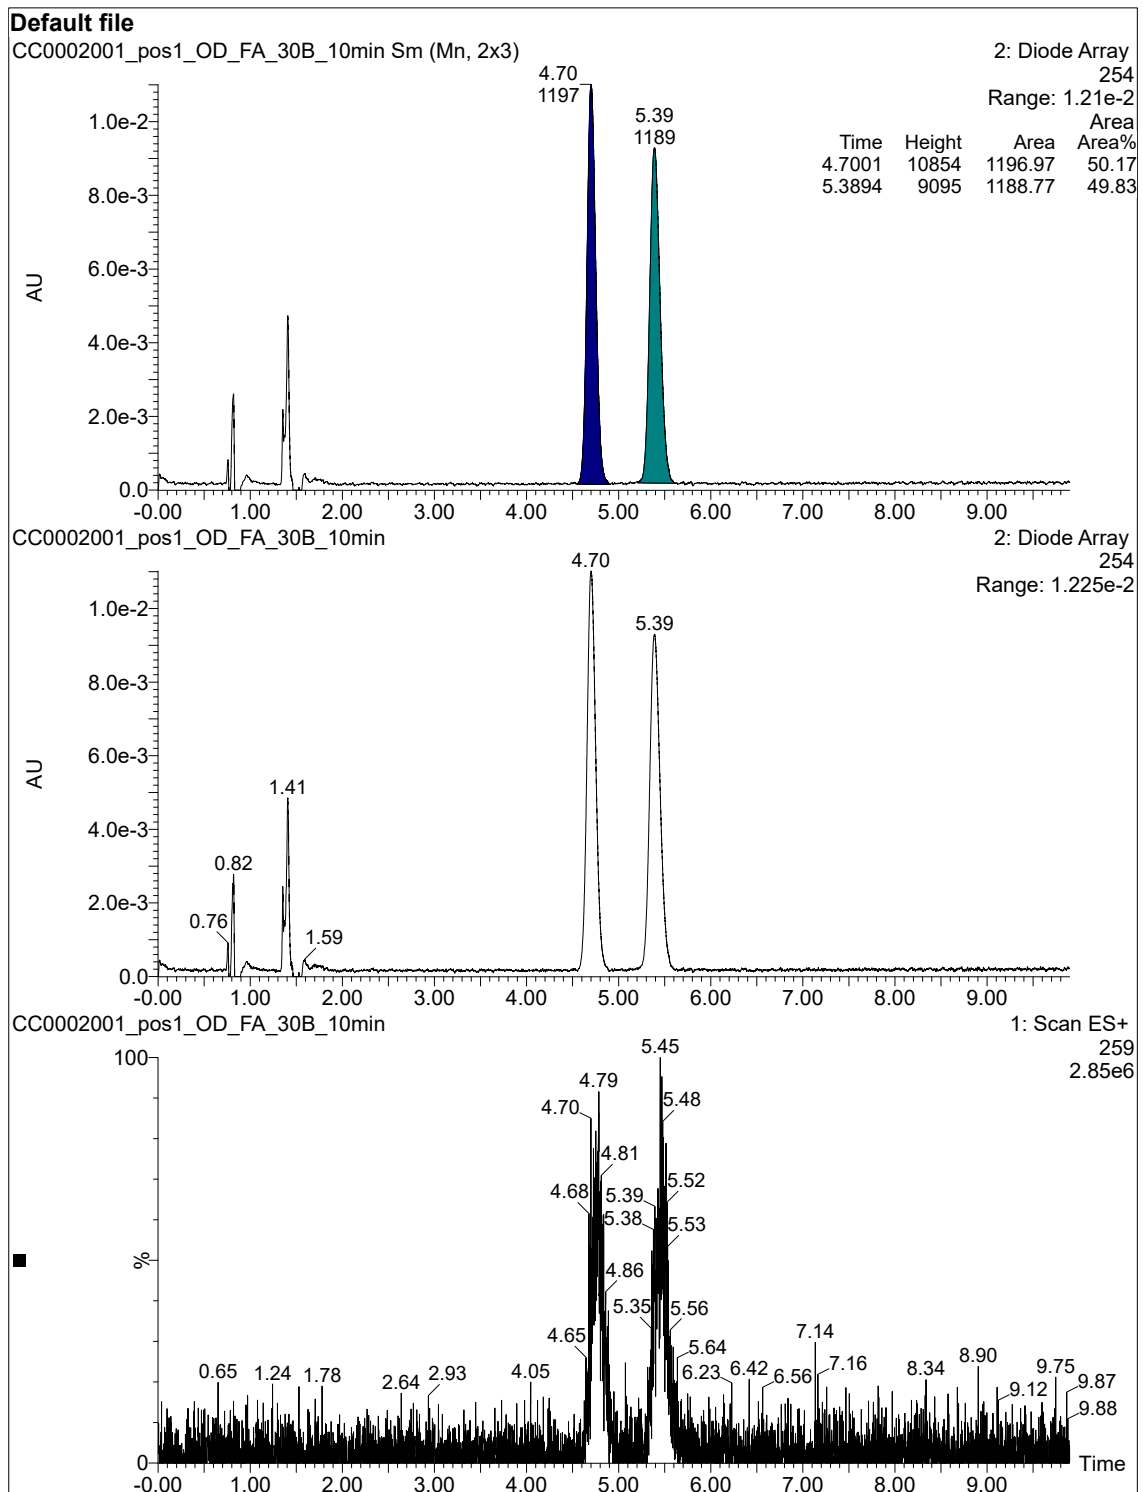 Default file
CC0002001_pos1_OD_FA_30B_10min Sm (Mn, 2x3)
2: Diode Array
254
Range: 1.21e-2
Area
Time Height Area Area%
4.7001 10854 1196.97 50.17
5.3894 9095 1188.77 49.83
4.70
1197
5.39
1189
AU
1.0e-2
8.0e-3
6.0e-3
4.0e-3
2.0e-3
0.0
-0.00 1.00 2.00 3.00 4.00 5.00 6.00 7.00 8.00 9.00
CC0002001_pos1_OD_FA_30B_10min
2: Diode Array
254
Range: 1.225e-2
4.70
5.39
1.41
0.82
0.76
1.59
AU
1.0e-2
8.0e-3
6.0e-3
4.0e-3
2.0e-3
0.0
-0.00 1.00 2.00 3.00 4.00 5.00 6.00 7.00 8.00 9.00
CC0002001_pos1_OD_FA_30B_10min
1: Scan ES+
259
2.85e6
100
%
0
5.45
4.79
4.70
5.48
4.81
4.68
5.39
5.52
5.38
5.53
4.86
5.35
5.56
4.65
5.64
7.14
0.65
1.24
1.78
2.64
2.93
4.05
6.23
6.42
6.56
7.16
8.34
8.90
9.12
9.75
9.87
9.88
Time
-0.00 1.00 2.00 3.00 4.00 5.00 6.00 7.00 8.00 9.00